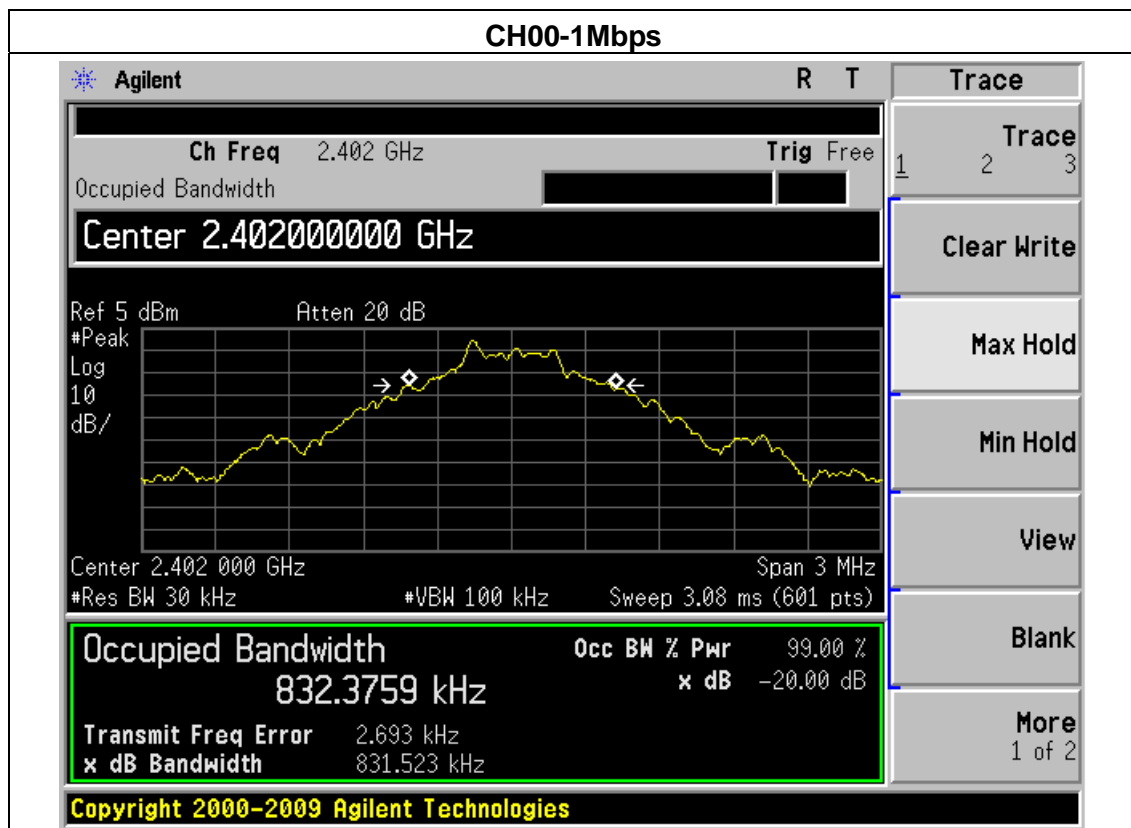 CH00-1Mbps
Agilent R T Trace
Ch Freq 2.402 GHz Trig Free
Occupied Bandwidth
Trace
1 2 3
Center 2.402000000 GHz
Clear Write
Ref 5 dBm Atten 20 dB
#Peak
Log
10
dB/
Max Hold
Min Hold
View
Center 2.402 000 GHz Span 3 MHz
#Res BW 30 kHz #VBW 100 kHz Sweep 3.08 ms (601 pts)
Occupied Bandwidth Occ BW % Pwr 99.00 %
832.3759 kHz x dB -20.00 dB
Blank
Transmit Freq Error 2.693 kHz
x dB Bandwidth 831.523 kHz
More
1 of 2
Copyright 2000-2009 Agilent Technologies